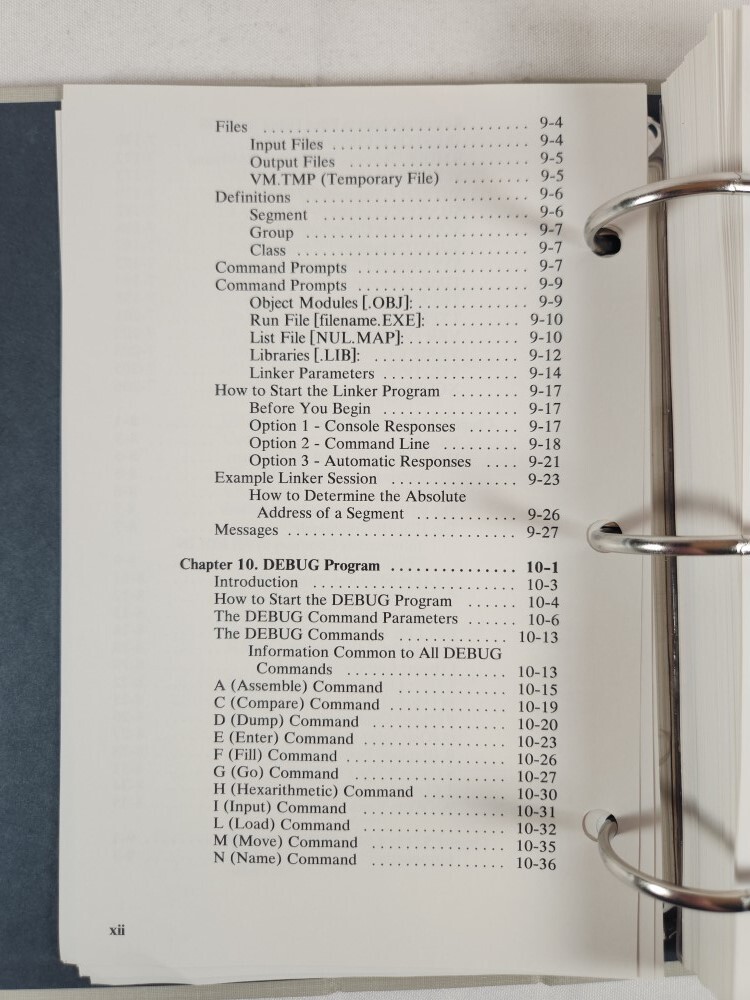 Files .............................. 9-4
Input Files ........................ 9-4
Output Files ...................... 9-5
VM.TMP (Temporary File) ......... 9-5
Definitions ........................ 9-6
Segment ........................ 9-6
Group .......................... 9-7
Class ........................... 9-7
Command Prompts .................... 9-7
Command Prompts .................... 9-9
Object Modules [.OBJ]: ............. 9-9
Run File [filename.EXE]: .......... 9-10
List File [NUL.MAP]: ............. 9-10
Libraries [.LIB]: ................ 9-12
Linker Parameters ................ 9-14
How to Start the Linker Program ........ 9-17
Before You Begin ................ 9-17
Option 1 - Console Responses ...... 9-17
Option 2 - Command Line ......... 9-18
Option 3 - Automatic Responses .... 9-21
Example Linker Session ............... 9-23
How to Determine the Absolute
Address of a Segment ............ 9-26
Messages .......................... 9-27
Chapter 10. DEBUG Program ............... 10-1
Introduction ....................... 10-3
How to Start the DEBUG Program ...... 10-4
The DEBUG Command Parameters ...... 10-6
The DEBUG Commands ............. 10-13
Information Common to All DEBUG
Commands ................... 10-13
A (Assemble) Command ............. 10-15
C (Compare) Command .............. 10-19
D (Dump) Command ................ 10-20
E (Enter) Command ................. 10-23
F (Fill) Command ................... 10-26
G (Go) Command .................. 10-27
H (Hexarithmetic) Command .......... 10-30
I (Input) Command ................. 10-31
L (Load) Command ................. 10-32
M (Move) Command ................ 10-35
N (Name) Command ................ 10-36
xii